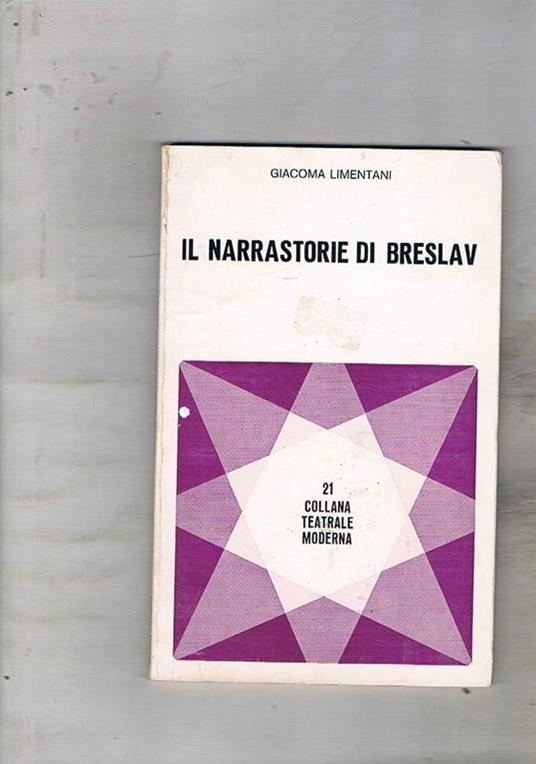 GIACOMA LIMENTANI
IL NARRASTORIE DI BRESLAV
21
COLLANA
TEATRALE
MODERNA